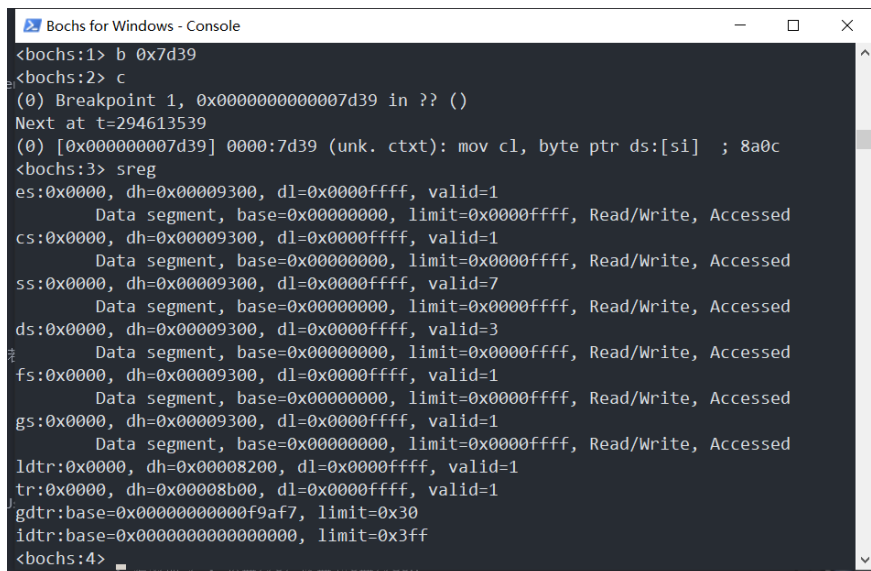 Bochs for Windows - Console
<bochs:1> b 0x7d39
<bochs:2> c
(0) Breakpoint 1, 0x0000000000007d39 in ?? ()
Next at t=294613539
(0) [0x000000007d39] 0000:7d39 (unk. ctxt): mov cl, byte ptr ds:[si]  ; 8a0c
<bochs:3> sreg
es:0x0000, dh=0x00009300, dl=0x0000ffff, valid=1
        Data segment, base=0x00000000, limit=0x0000ffff, Read/Write, Accessed
cs:0x0000, dh=0x00009300, dl=0x0000ffff, valid=1
        Data segment, base=0x00000000, limit=0x0000ffff, Read/Write, Accessed
ss:0x0000, dh=0x00009300, dl=0x0000ffff, valid=7
        Data segment, base=0x00000000, limit=0x0000ffff, Read/Write, Accessed
ds:0x0000, dh=0x00009300, dl=0x0000ffff, valid=3
        Data segment, base=0x00000000, limit=0x0000ffff, Read/Write, Accessed
fs:0x0000, dh=0x00009300, dl=0x0000ffff, valid=1
        Data segment, base=0x00000000, limit=0x0000ffff, Read/Write, Accessed
gs:0x0000, dh=0x00009300, dl=0x0000ffff, valid=1
        Data segment, base=0x00000000, limit=0x0000ffff, Read/Write, Accessed
ldtr:0x0000, dh=0x00008200, dl=0x0000ffff, valid=1
tr:0x0000, dh=0x00008b00, dl=0x0000ffff, valid=1
gdtr:base=0x00000000000f9af7, limit=0x30
idtr:base=0x0000000000000000, limit=0x3ff
<bochs:4>